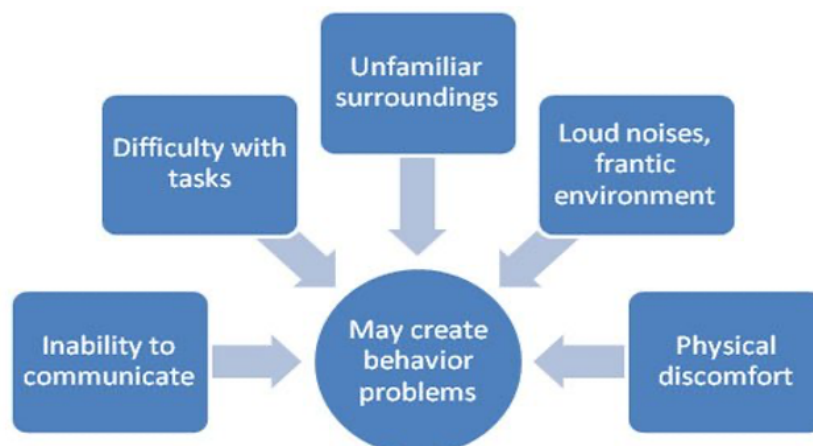 Unfamiliar
surroundings
Difficulty with
tasks
Loud noises,
frantic
environment
Inability to
communicate
May create
behavior
problems
Physical
discomfort